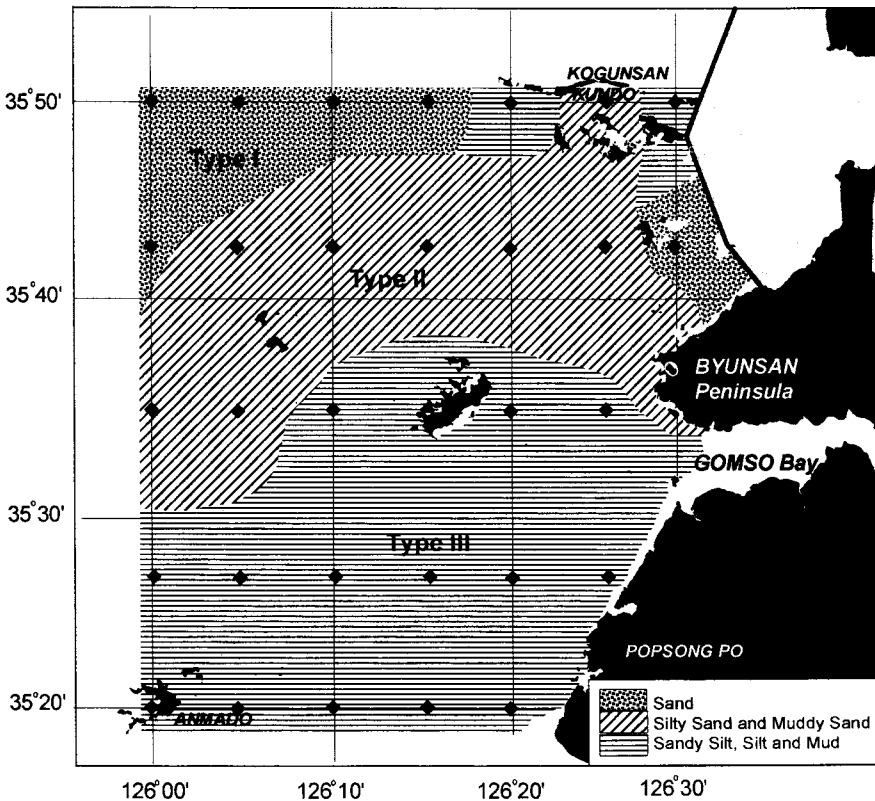 KOGUNSAN
KUNDO
35°50'
Type I
Type II
35°40'
BYUNSAN
Peninsula
GOMSO Bay
35°30'
Type III
POPSONG PO
35°20'
ANMADO
Sand
Silty Sand and Muddy Sand
Sandy Silt, Silt and Mud
126°00'
126°10'
126°20'
126°30'